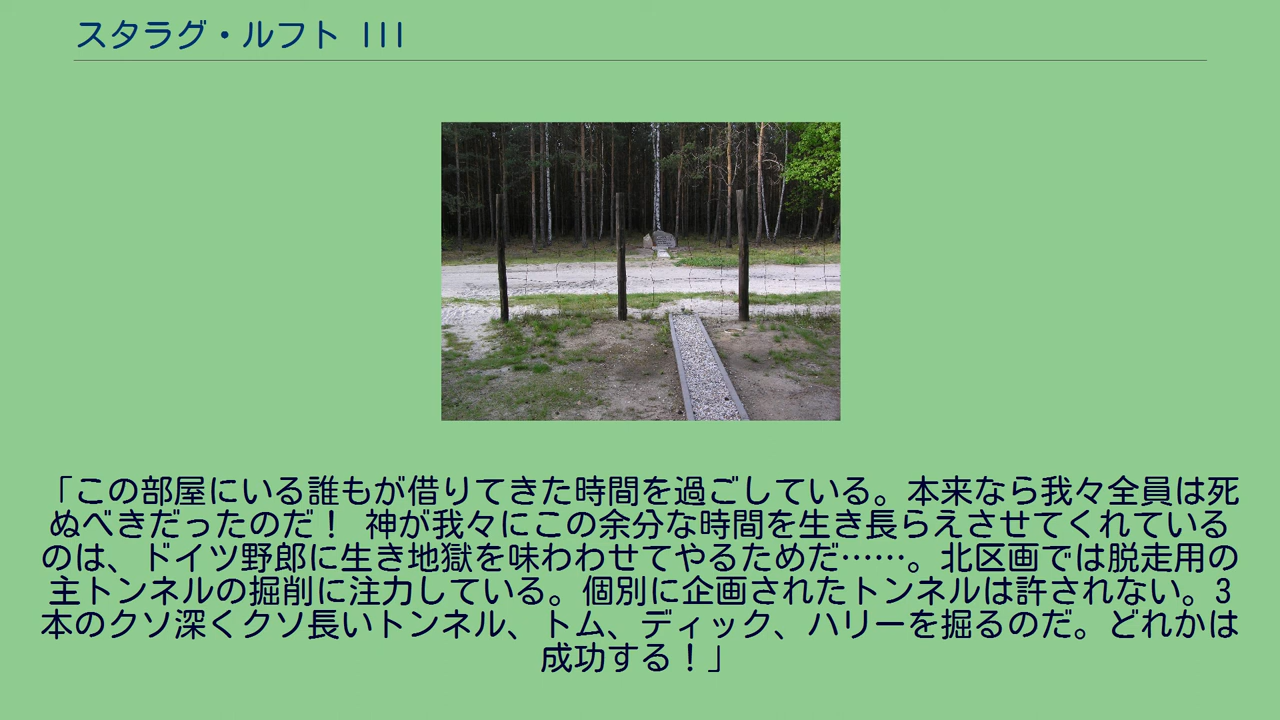 スタラグ・ルフト III
「この部屋にいる誰もが借りてきた時間を過ごしている。本来なら我々全員は死
ぬべきだったのだ！ 神が我々にこの余分な時間を生き長らえさせてくれている
のは、ドイツ野郎に生き地獄を味わわせてやるためだ……。北区画では脱走用の
主トンネルの掘削に注力している。個別に企画されたトンネルは許されない。3
本のクソ深くクソ長いトンネル、トム、ディック、ハリーを掘るのだ。どれかは
成功する！」